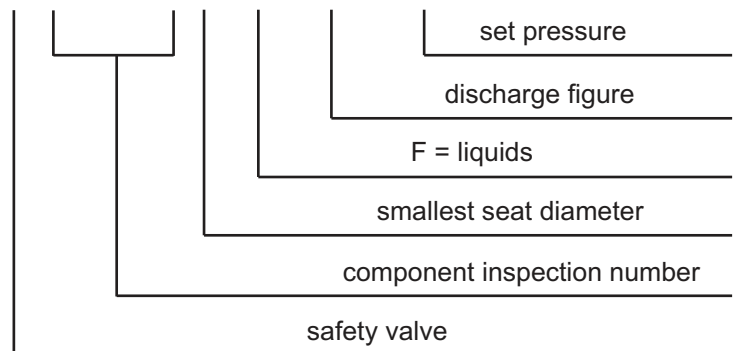 set pressure
discharge figure
F = liquids
smallest seat diameter
component inspection number
safety valve